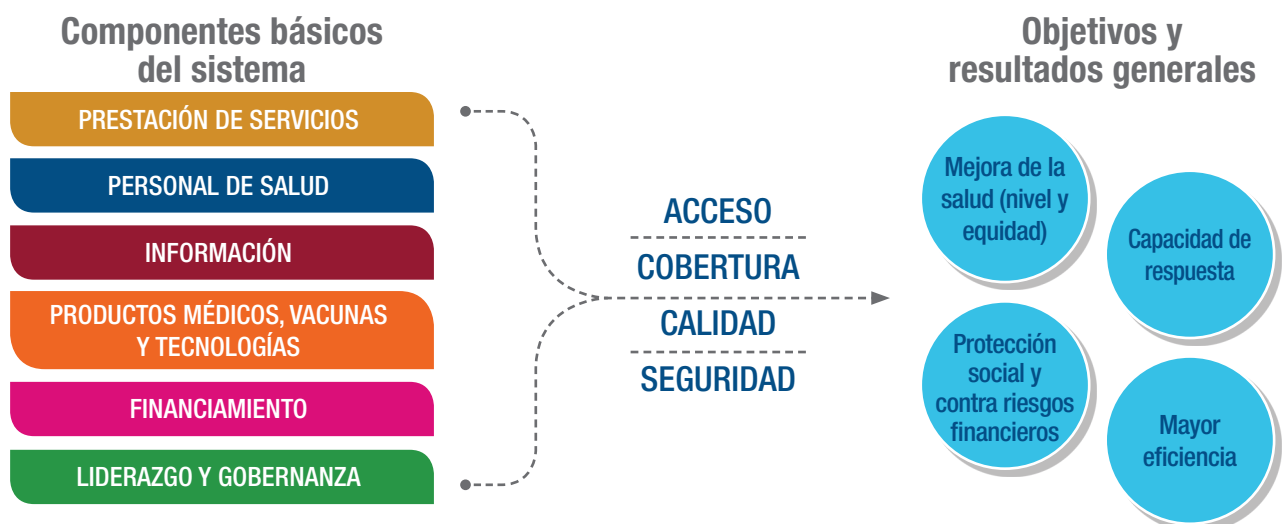 Componentes básicos
del sistema
PRESTACIÓN DE SERVICIOS
PERSONAL DE SALUD
INFORMACIÓN
PRODUCTOS MÉDICOS, VACUNAS
Y TECNOLOGÍAS
FINANCIAMIENTO
LIDERAZGO Y GOBERNANZA
ACCESO
COBERTURA
CALIDAD
SEGURIDAD
Objetivos y
resultados generales
Mejora de la
salud (nivel y
equidad)
Capacidad de
respuesta
Protección
social y
contra riesgos
financieros
Mayor
eficiencia